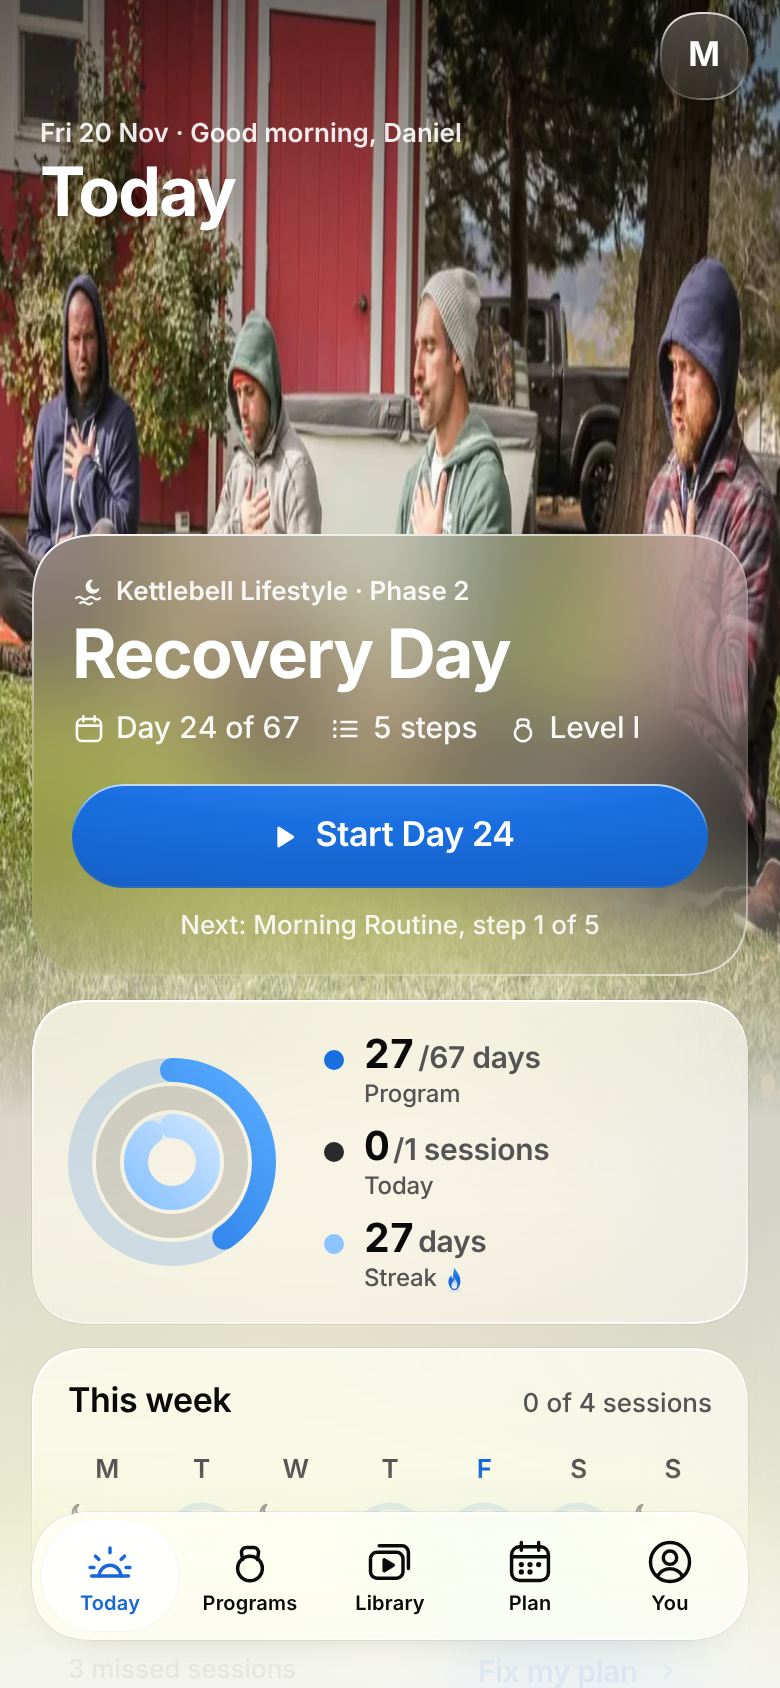 M
Fri 20 Nov · Good morning, Daniel
Today
Kettlebell Lifestyle · Phase 2
Recovery Day
Day 24 of 67 5 steps Level I
Start Day 24
Next: Morning Routine, step 1 of 5
27/67 days
Program
0/1 sessions
Today
27 days
Streak
This week 0 of 4 sessions
M T W T F S S
Today Programs Library Plan You
3 missed sessions Fix my plan